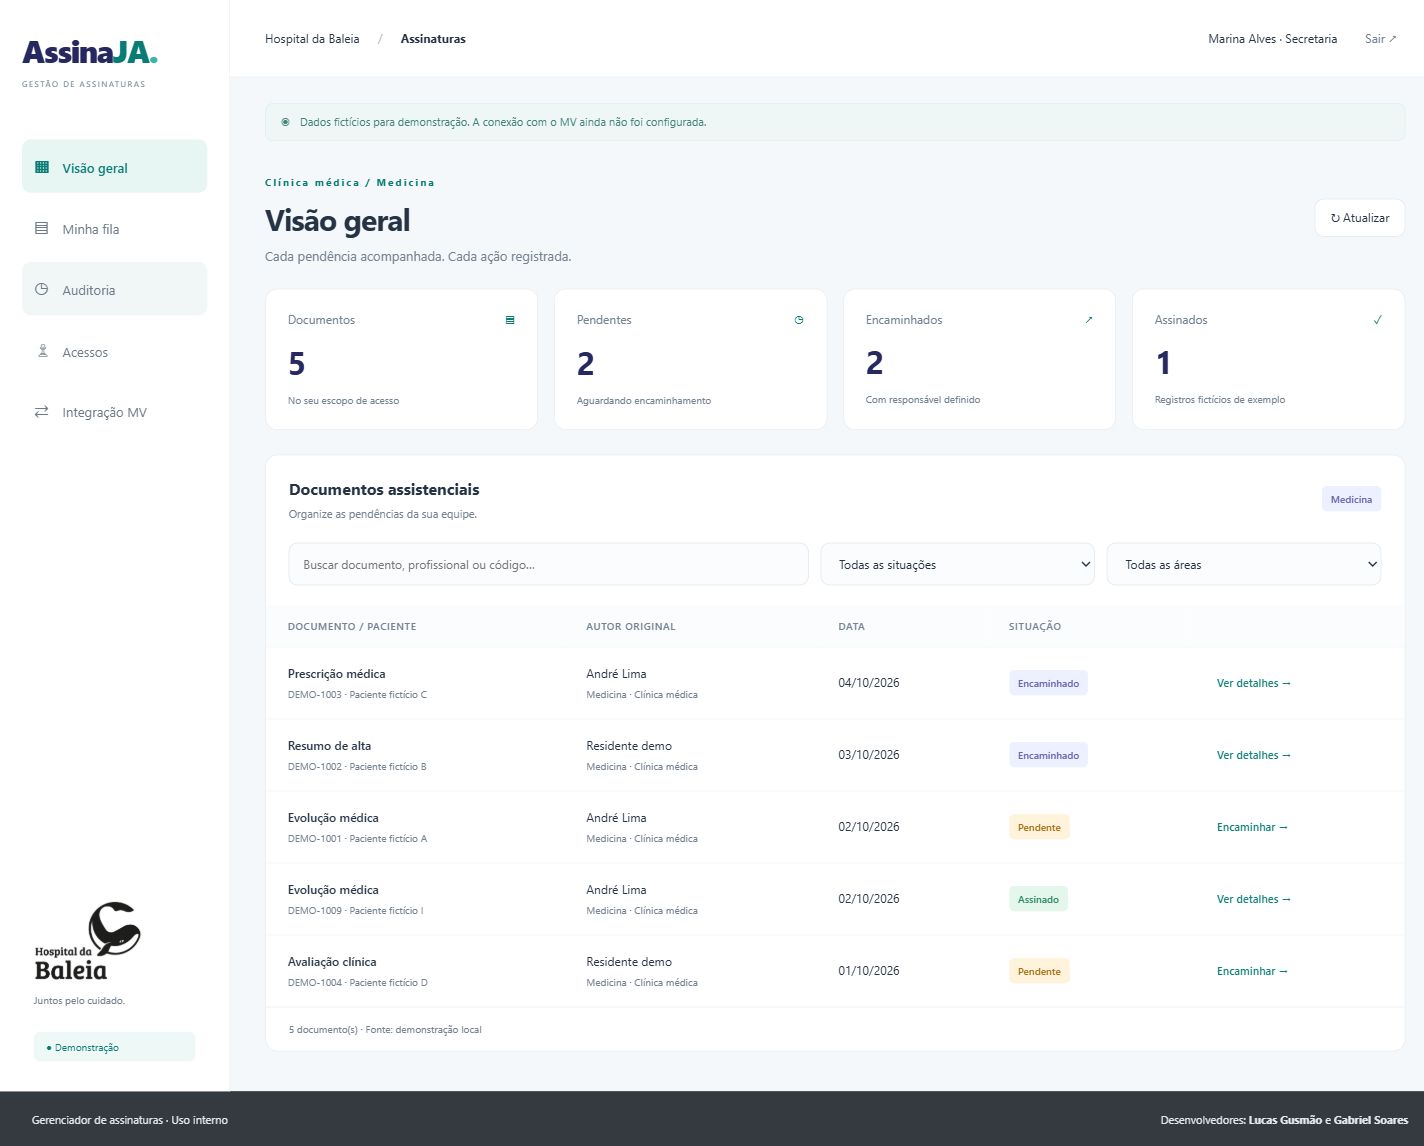 AssinaJA.
GESTÃO DE ASSINATURAS
Visão geral
Minha fila
Auditoria
Acessos
Integração MV
Hospital da
Baleia
Juntos pelo cuidado.
● Demonstração
Hospital da Baleia / Assinaturas
Marina Alves · Secretaria
Sair ↗
Dados fictícios para demonstração. A conexão com o MV ainda não foi configurada.
Clínica médica / Medicina
Visão geral
Cada pendência acompanhada. Cada ação registrada.
↻ Atualizar
Documentos
5
No seu escopo de acesso
Pendentes
2
Aguardando encaminhamento
Encaminhados ↗
2
Com responsável definido
Assinados ✓
1
Registros fictícios de exemplo
Documentos assistenciais
Organize as pendências da sua equipe.
Medicina
Buscar documento, profissional ou código...
Todas as situações
Todas as áreas
DOCUMENTO / PACIENTE AUTOR ORIGINAL DATA SITUAÇÃO
Prescrição médica André Lima 04/10/2026 Encaminhado Ver detalhes →
DEMO-1003 · Paciente fictício C Medicina · Clínica médica
Resumo de alta Residente demo 03/10/2026 Encaminhado Ver detalhes →
DEMO-1002 · Paciente fictício B Medicina · Clínica médica
Evolução médica André Lima 02/10/2026 Pendente Encaminhar →
DEMO-1001 · Paciente fictício A Medicina · Clínica médica
Evolução médica André Lima 02/10/2026 Assinado Ver detalhes →
DEMO-1009 · Paciente fictício I Medicina · Clínica médica
Avaliação clínica Residente demo 01/10/2026 Pendente Encaminhar →
DEMO-1004 · Paciente fictício D Medicina · Clínica médica
5 documento(s) · Fonte: demonstração local
Gerenciador de assinaturas · Uso interno
Desenvolvedores: Lucas Gusmão e Gabriel Soares